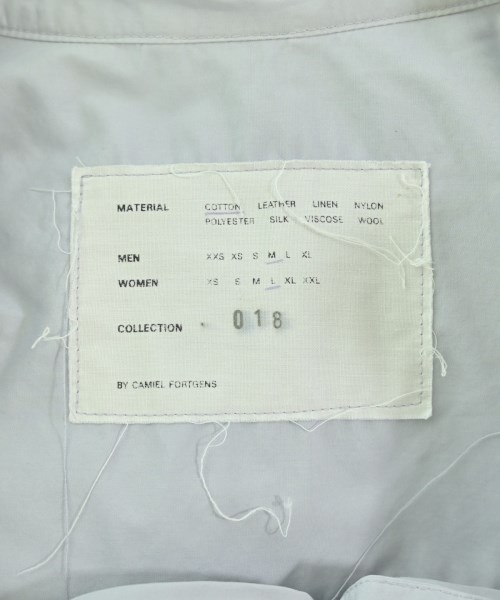 MATERIAL COTTON LEATHER LINEN NYLON
POLYESTER SILK VISCOSE WOOL
MEN XXS XS S M L XL
WOMEN XS S M L XL XXL
COLLECTION 018
BY CAMIEL FORTGENS